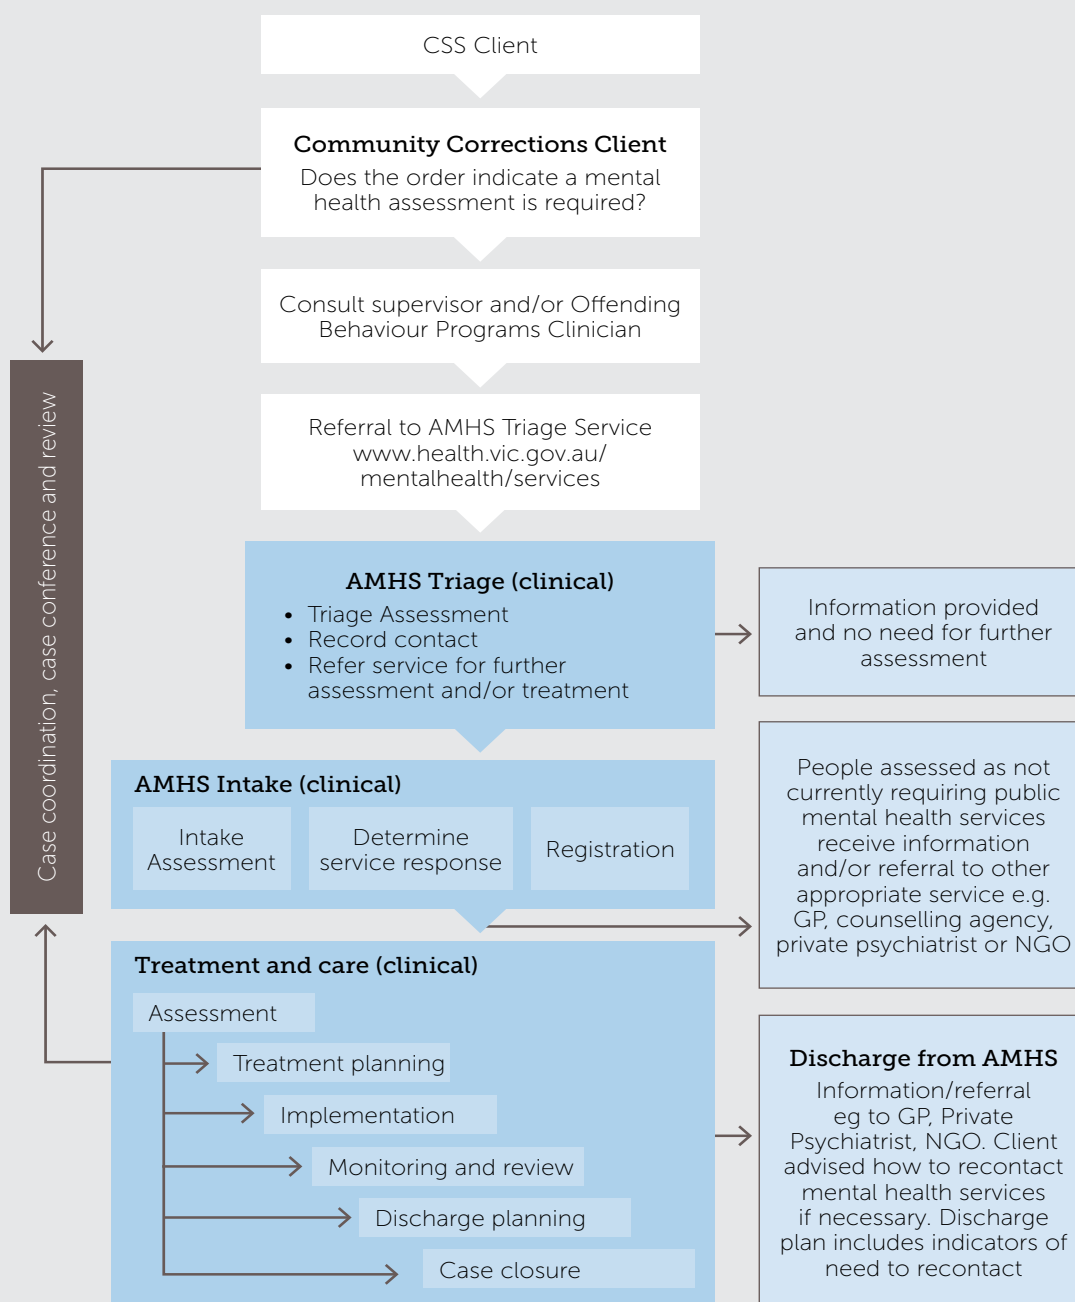 CSS Client
Community Corrections Client
Does the order indicate a mental
health assessment is required?
Consult supervisor and/or Offending
Behaviour Programs Clinician
Referral to AMHS Triage Service
www.health.vic.gov.au/
mentalhealth/services
Case coordination, case conference and review
AMHS Triage (clinical)
• Triage Assessment
• Record contact
• Refer service for further
assessment and/or treatment
Information provided
and no need for further
assessment
AMHS Intake (clinical)
Intake
Assessment
Determine
service response
Registration
People assessed as not
currently requiring public
mental health services
receive information
and/or referral to other
appropriate service e.g.
GP, counselling agency,
private psychiatrist or NGO
Treatment and care (clinical)
Assessment
Treatment planning
Implementation
Monitoring and review
Discharge planning
Case closure
Discharge from AMHS
Information/referral
eg to GP, Private
Psychiatrist, NGO. Client
advised how to recontact
mental health services
if necessary. Discharge
plan includes indicators of
need to recontact